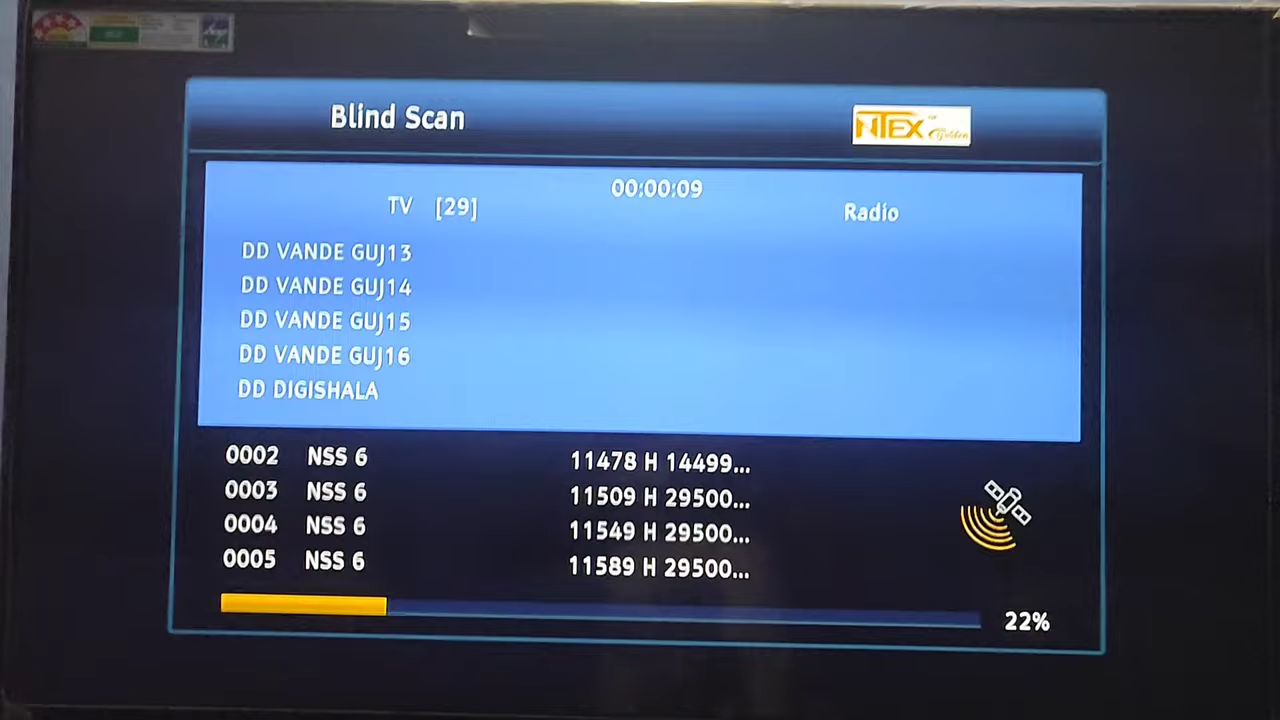 Blind Scan
NTEX Golden
00:00:09
TV [29]
Radio
DD VANDE GUJ13
DD VANDE GUJ14
DD VANDE GUJ15
DD VANDE GUJ16
DD DIGISHALA
0002 NSS 6 11478 H 14499...
0003 NSS 6 11509 H 29500...
0004 NSS 6 11549 H 29500...
0005 NSS 6 11589 H 29500...
22%